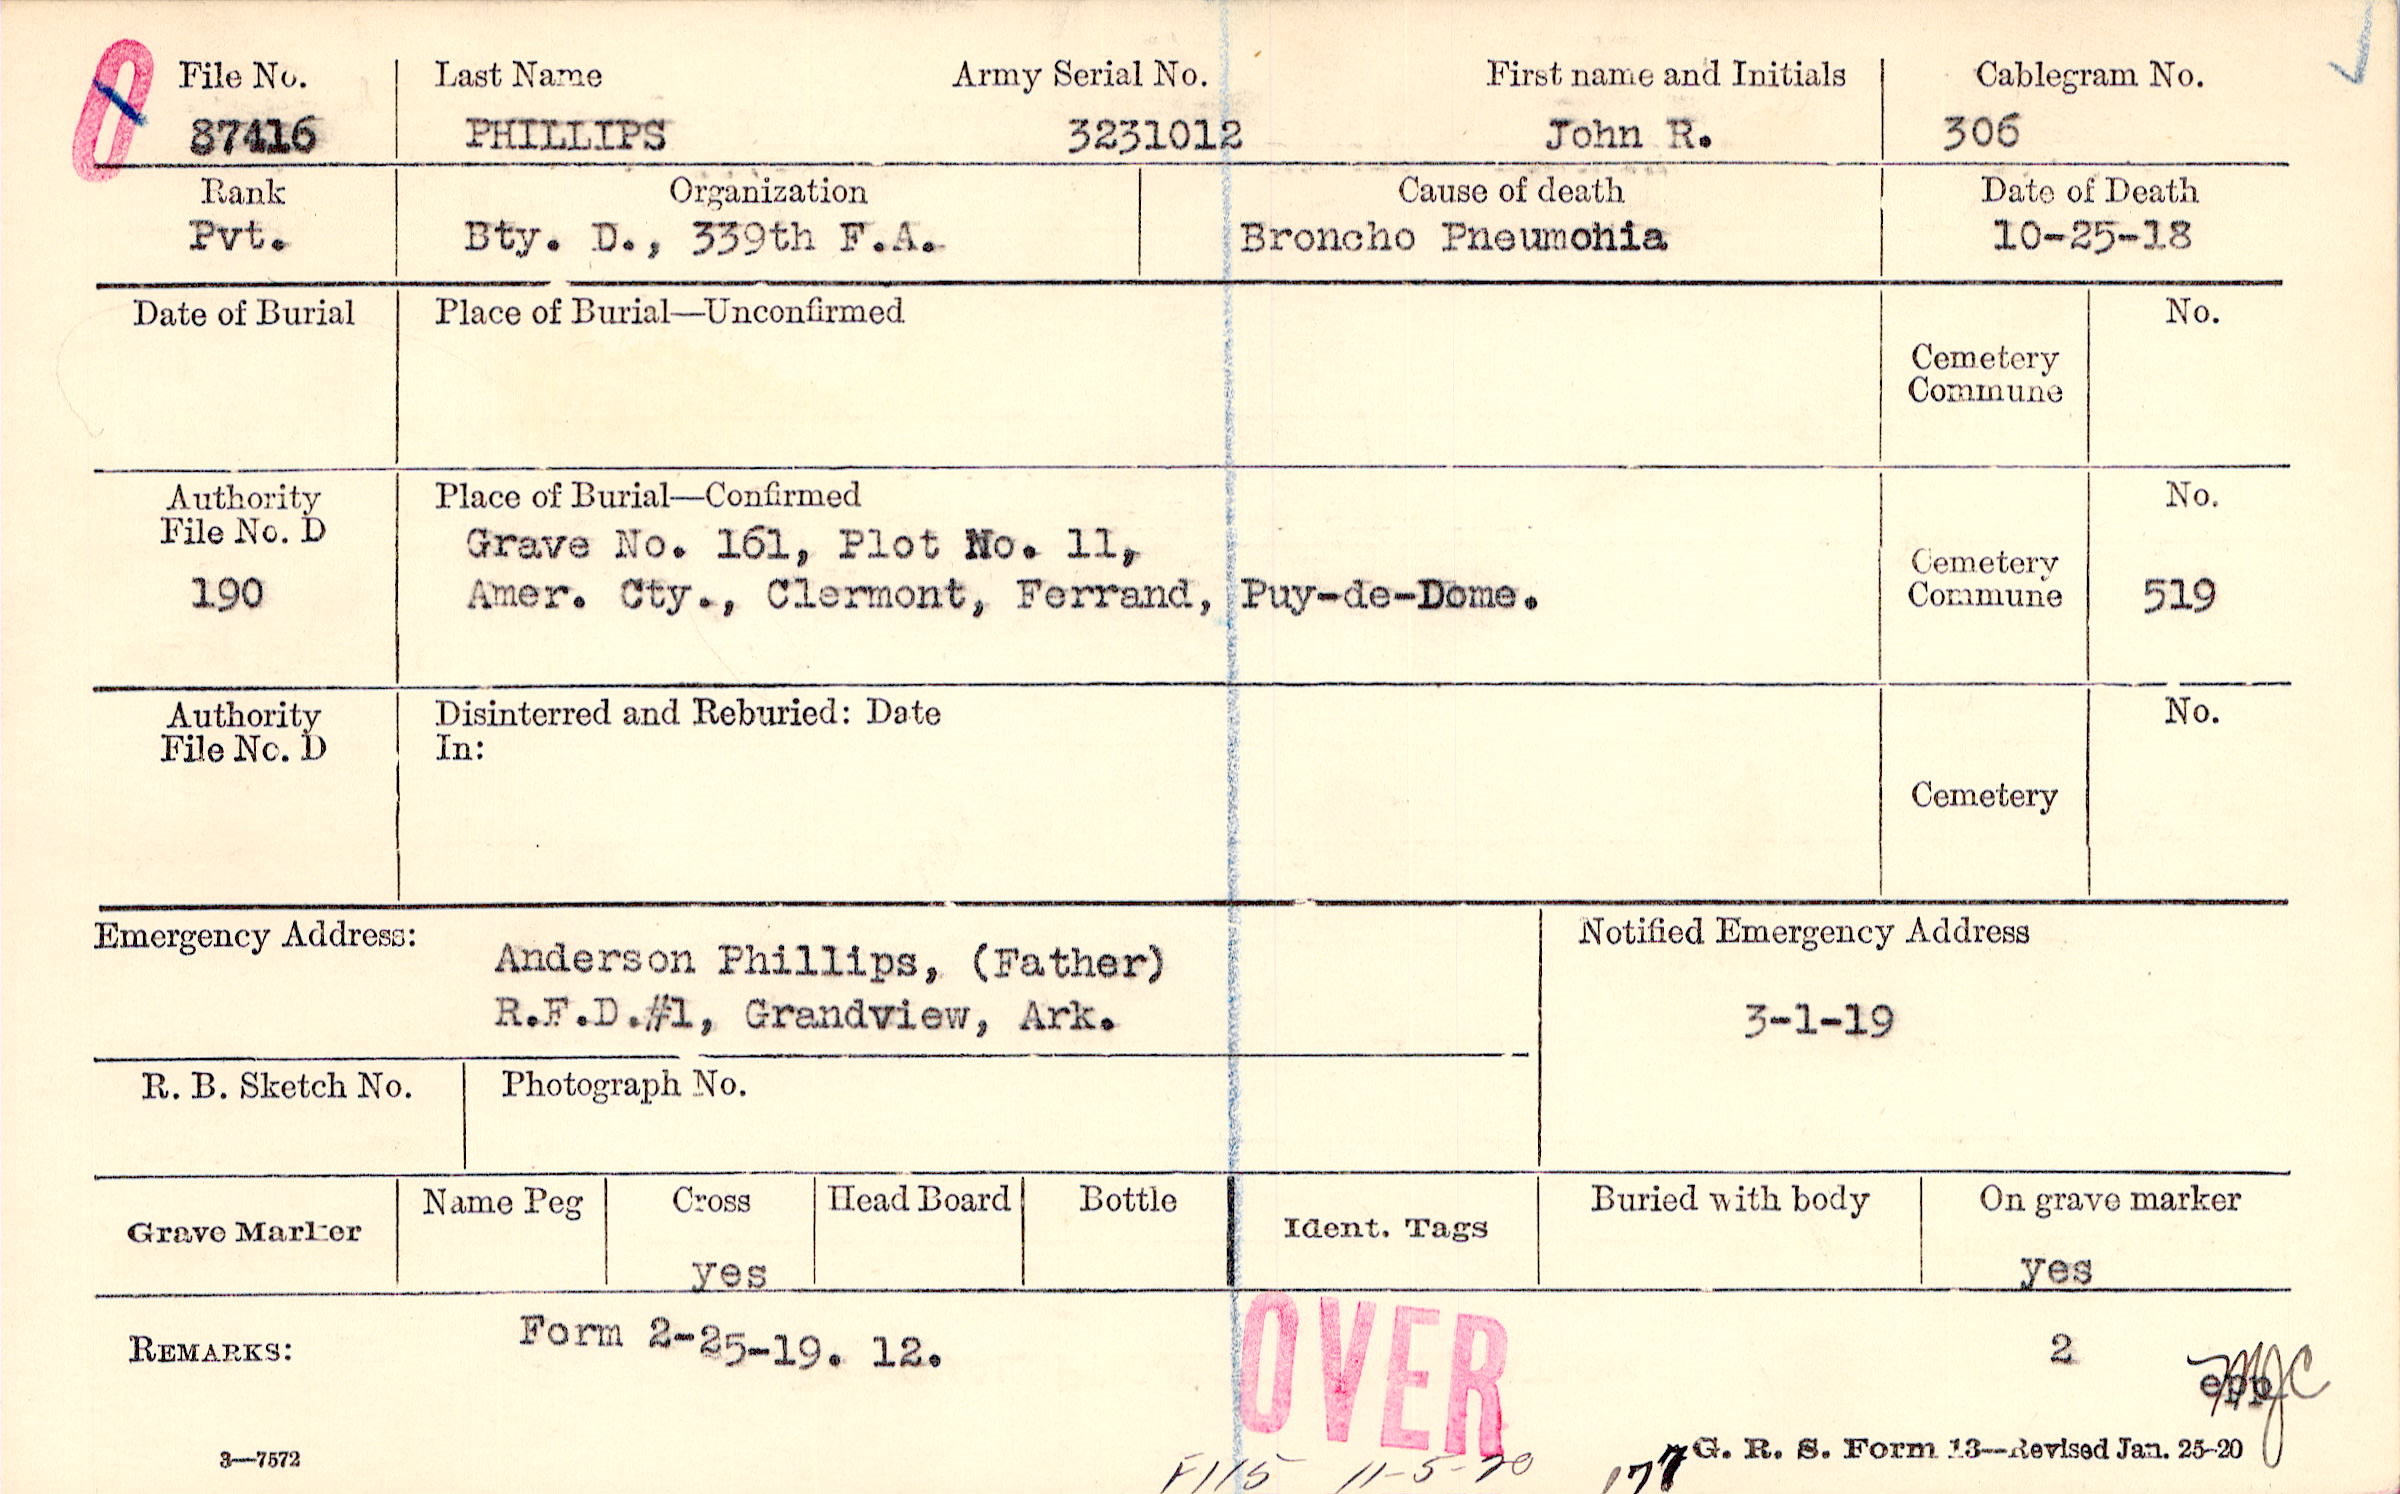 File No. Last Name Army Serial No. First name and Initials Cablegram No.
87416 PHILLIPS 3231012 John R. 306
Rank Organization Cause of death Date of Death
Pvt. Bty. D., 339th F.A. Broncho Pneumohia 10-25-18
Date of Burial Place of Burial—Unconfirmed No.
Cemetery
Commune
Authority Place of Burial—Confirmed No.
File No. D
Grave No. 161, Plot No. 11,
Cemetery
190 Amer. Cty., Clermont, Ferrand, Puy-de-Dome. Commune 519
Authority Disinterred and Reburied: Date No.
File No. D In:
Cemetery
Emergency Address: Notified Emergency Address
Anderson Phillips, (Father)
R.F.D.#1, Grandview, Ark. 3-1-19
R. B. Sketch No. Photograph No.
Name Peg Cross Head Board Bottle Buried with body On grave marker
Grave Marker Ident. Tags
yes yes
REMARKS: Form 2-25-19. 12. 2
OVER
3—7572 G. R. S. Form 13—Revised Jan. 25-20
F115 11-5-20 177